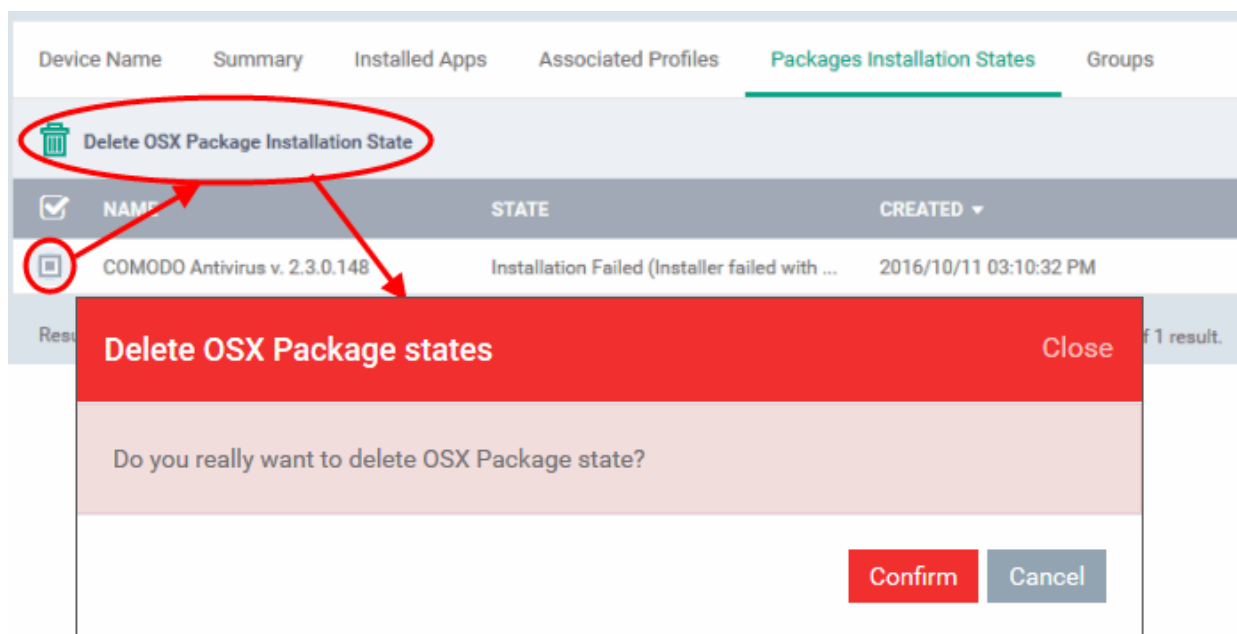 Device Name Summary Installed Apps Associated Profiles Packages Installation States Groups
Delete OSX Package Installation State
NAME STATE CREATED
COMODO Antivirus v. 2.3.0.148 Installation Failed (Installer failed with ... 2016/10/11 03:10:32 PM
f 1 result.
Delete OSX Package states Close
Do you really want to delete OSX Package state?
Confirm Cancel